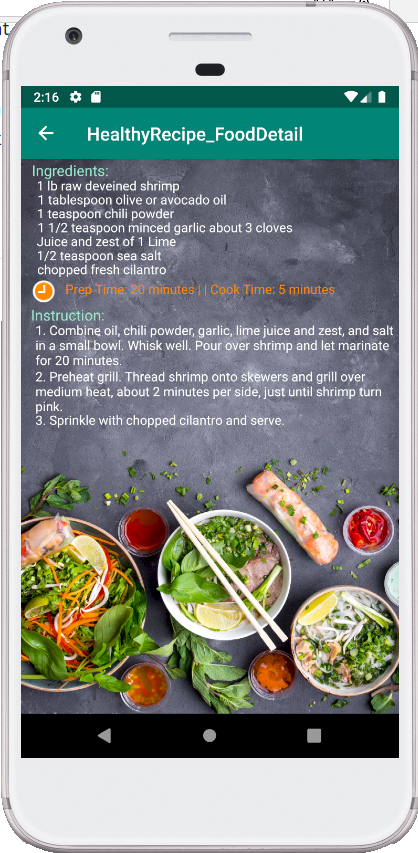 2:16
HealthyRecipe_FoodDetail
Ingredients:
1 lb raw deveined shrimp
1 tablespoon olive or avocado oil
1 teaspoon chili powder
1 1/2 teaspoon minced garlic about 3 cloves
Juice and zest of 1 Lime
1/2 teaspoon sea salt
chopped fresh cilantro
Prep Time: 20 minutes | | Cook Time: 5 minutes
Instruction:
1. Combine oil, chili powder, garlic, lime juice and zest, and salt
in a small bowl. Whisk well. Pour over shrimp and let marinate
for 20 minutes.
2. Preheat grill. Thread shrimp onto skewers and grill over
medium heat, about 2 minutes per side, just until shrimp turn
pink.
3. Sprinkle with chopped cilantro and serve.